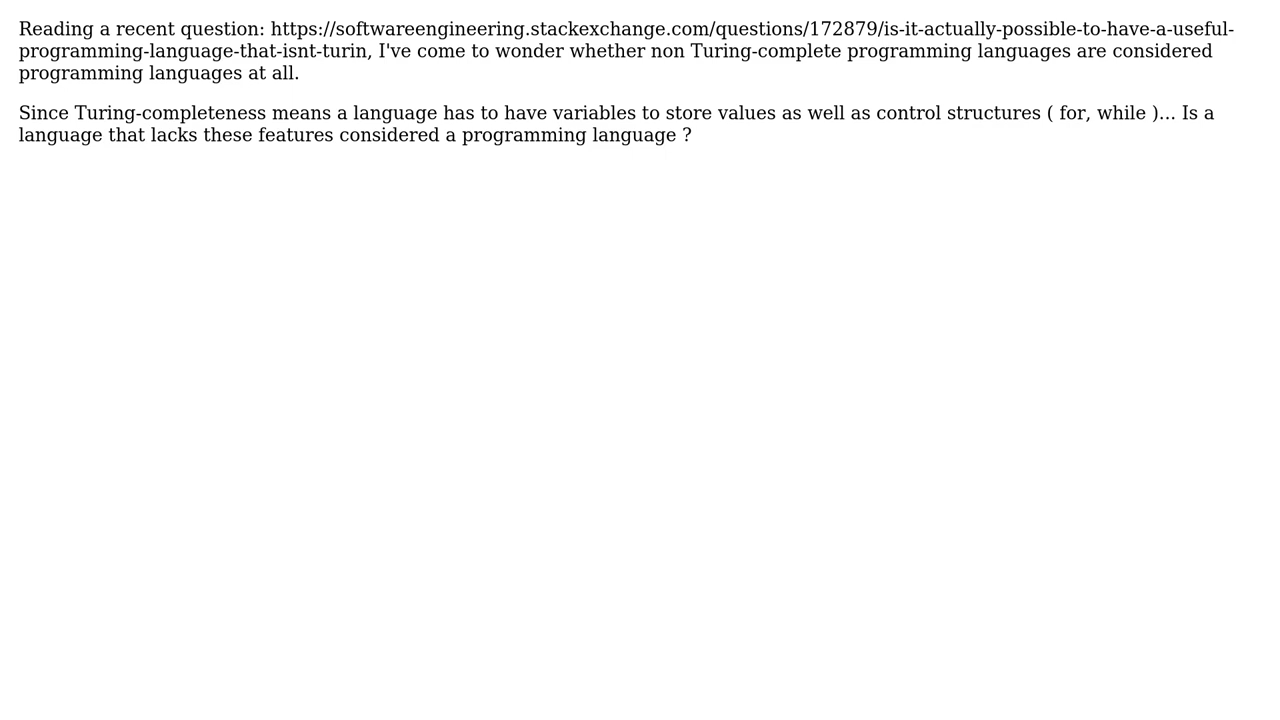 Reading a recent question: https://softwareengineering.stackexchange.com/questions/172879/is-it-actually-possible-to-have-a-useful-
programming-language-that-isnt-turin, I've come to wonder whether non Turing-complete programming languages are considered
programming languages at all.
Since Turing-completeness means a language has to have variables to store values as well as control structures ( for, while )... Is a
language that lacks these features considered a programming language ?